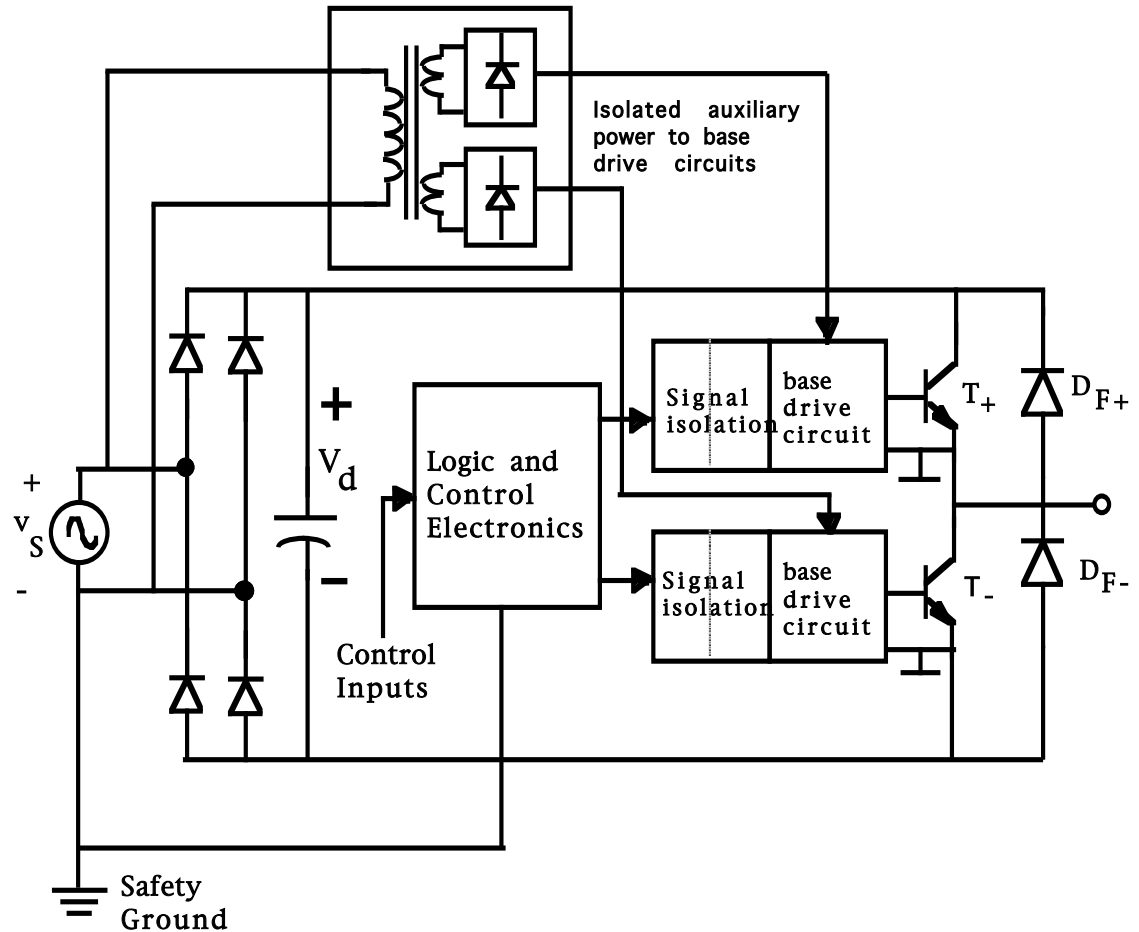 Isolated auxiliary
power to base
drive circuits
+
V
d
-
Signal
isolation
base
drive
circuit
T
+
D
F+
Logic and
Control
Electronics
+
v
S
-
Signal
isolation
base
drive
circuit
T
-
D
F-
Control
Inputs
Safety
Ground